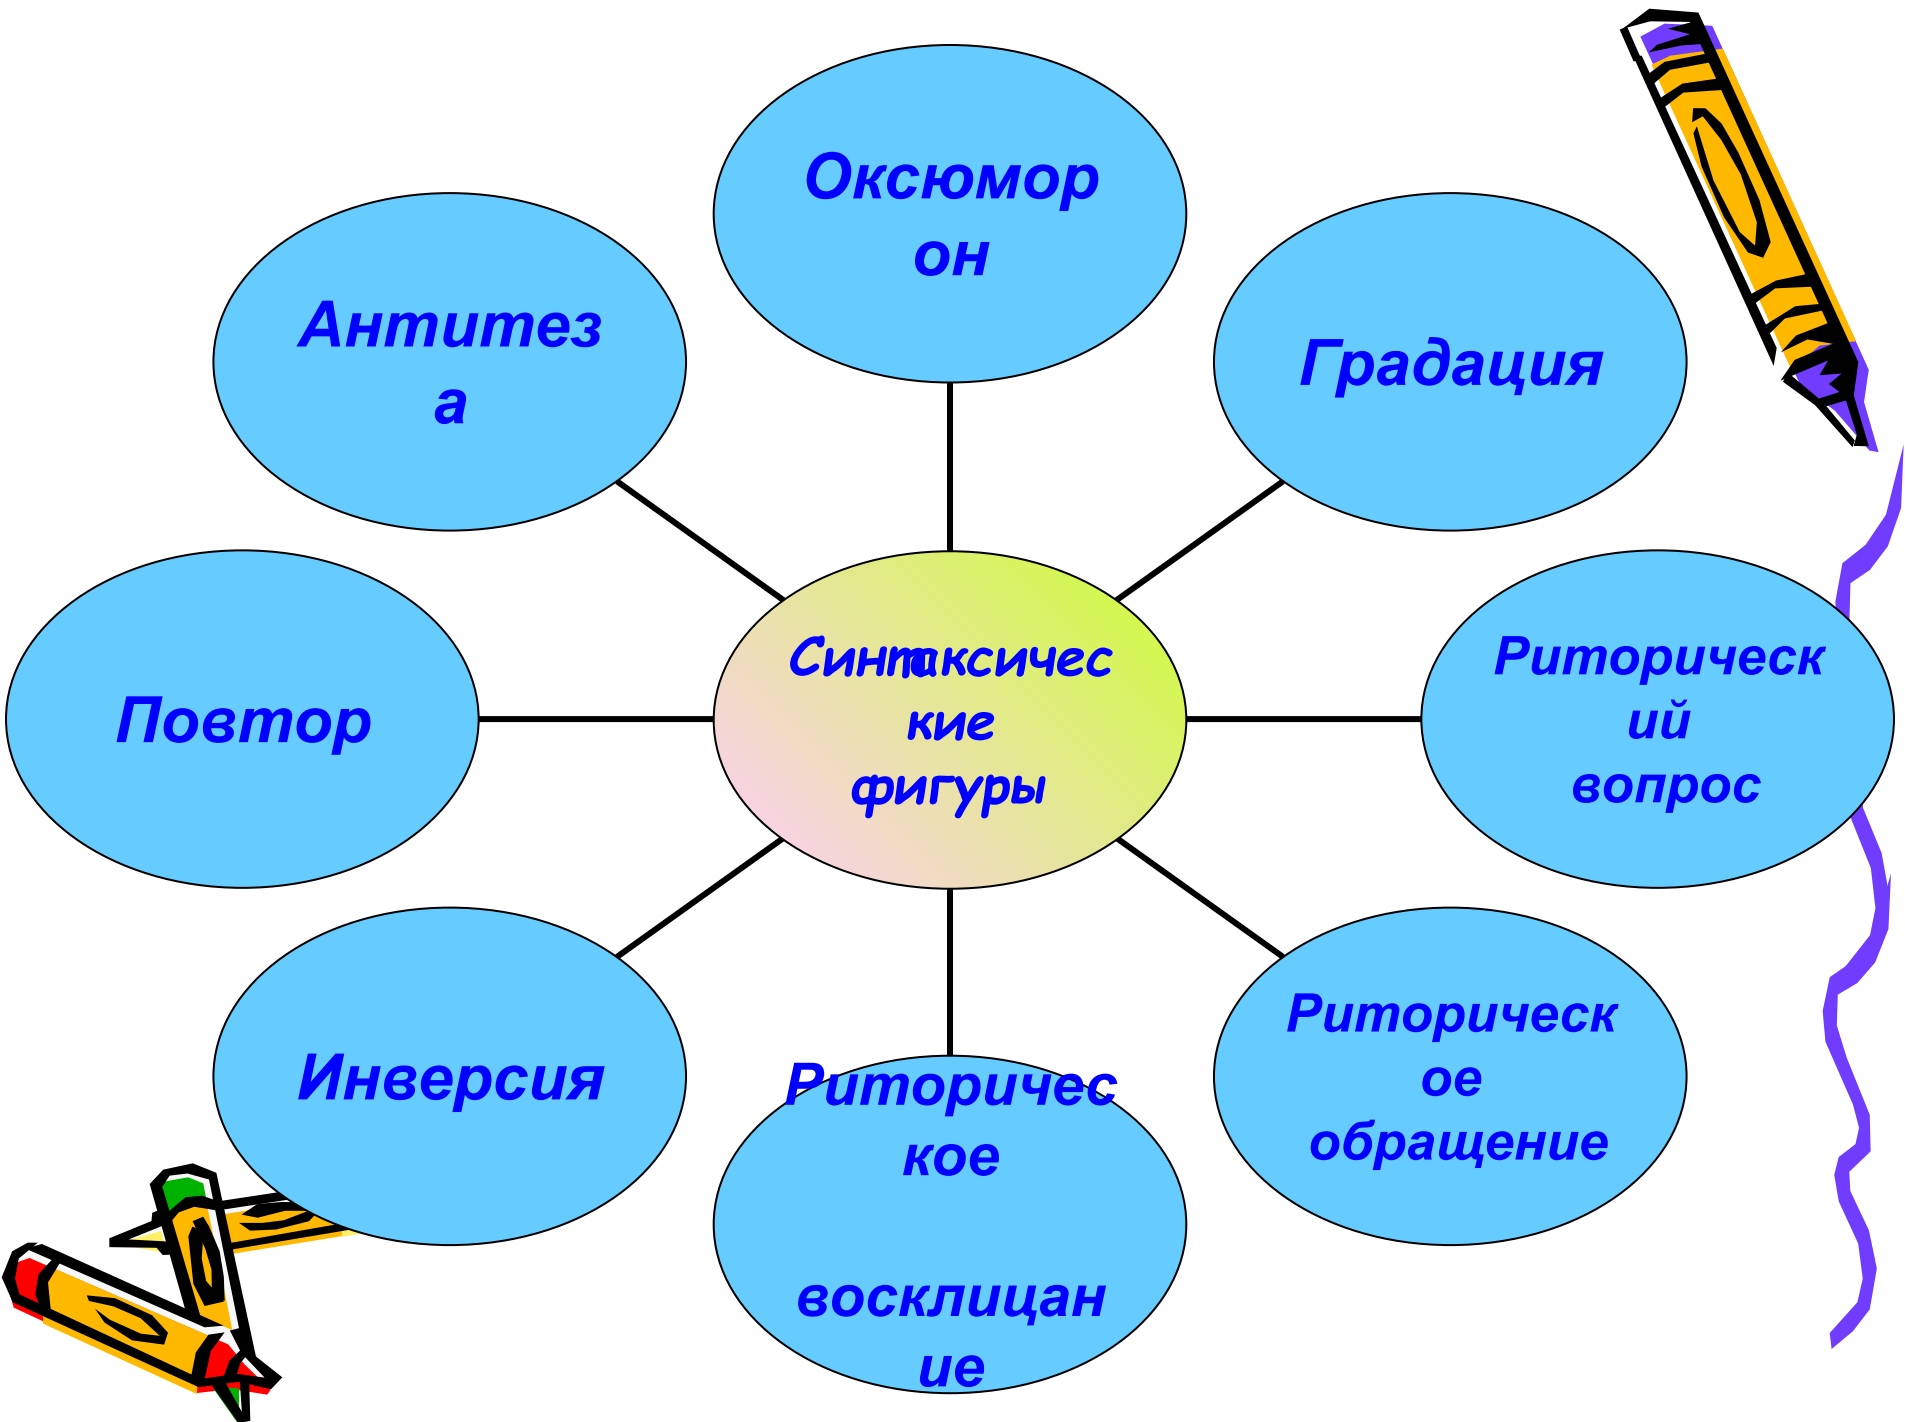 Оксюмор
он
Антитез
а
Градация
Повтор
Синтаксичес
кие
фигуры
Риторическ
ий
вопрос
Инверсия
Риторичес
кое
восклицан
ие
Риторическ
ое
обращение